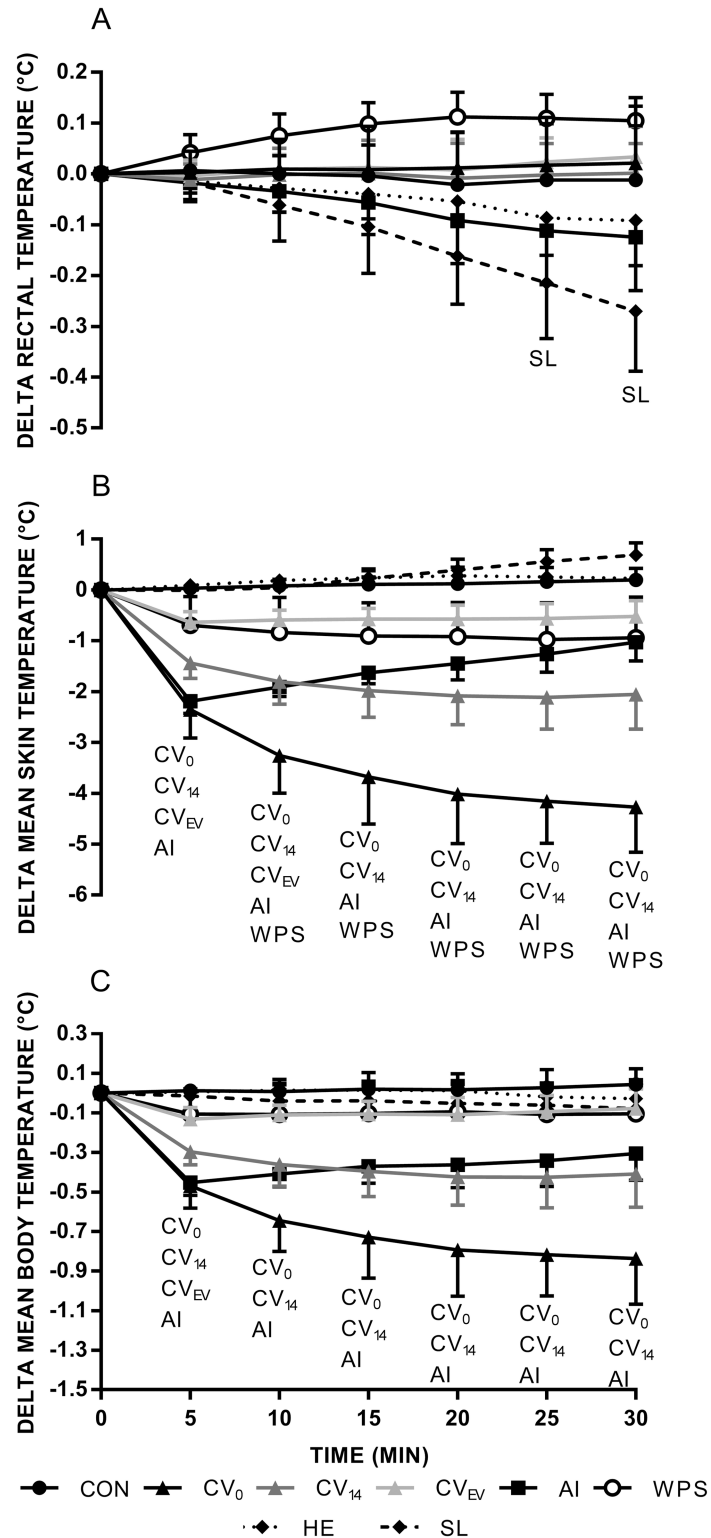 A
DELTA RECTAL TEMPERATURE (°C)
0.2
0.1
0.0
-0.1
-0.2
-0.3
-0.4
-0.5
SL
SL
B
DELTA MEAN SKIN TEMPERATURE (°C)
1
0
-1
-2
-3
-4
-5
-6
CV0
CV14
CVEV
AI
CV0
CV14
CVEV
AI
WPS
CV0
CV14
AI
WPS
CV0
CV14
AI
WPS
CV0
CV14
AI
WPS
CV0
CV14
AI
WPS
C
DELTA MEAN BODY TEMPERATURE (°C)
0.3
0.1
-0.1
-0.3
-0.5
-0.7
-0.9
-1.1
-1.3
-1.5
CV0
CV14
CVEV
AI
CV0
CV14
AI
CV0
CV14
AI
CV0
CV14
AI
CV0
CV14
AI
CV0
CV14
AI
0 5 10 15 20 25 30
TIME (MIN)
CON CV0 CV14 CVEV AI WPS
HE SL